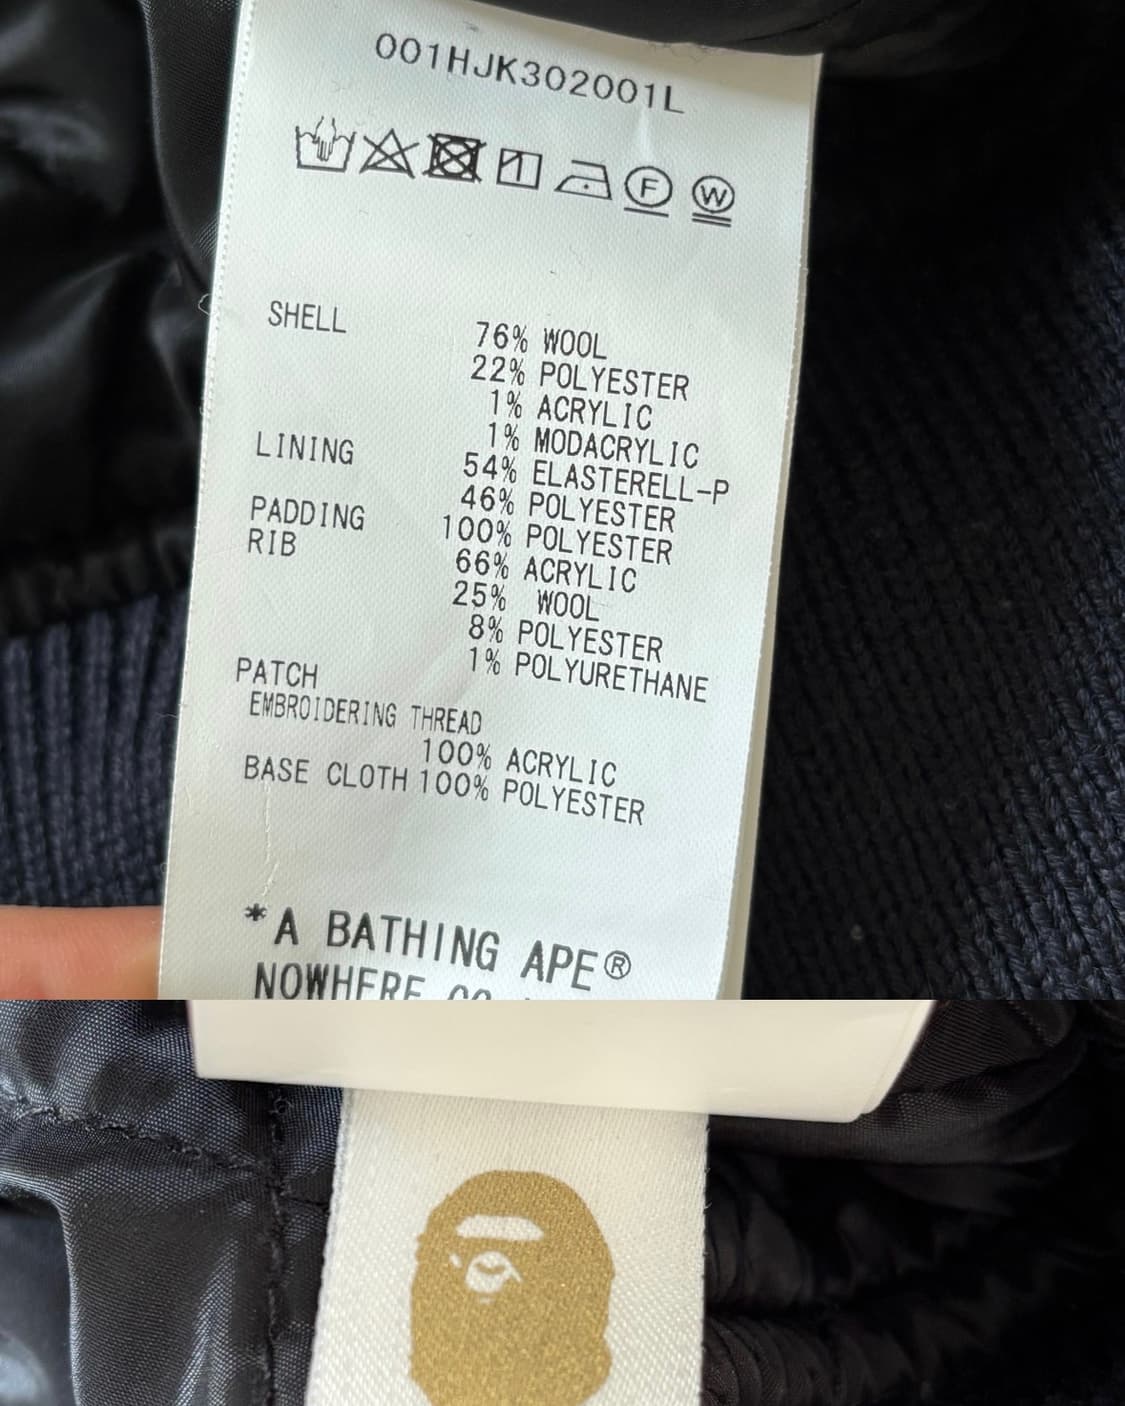 001HJK302001L
F W
SHELL 76% WOOL
22% POLYESTER
1% ACRYLIC
1% MODACRYLIC
LINING 54% ELASTERELL-P
46% POLYESTER
PADDING 100% POLYESTER
RIB 66% ACRYLIC
25% WOOL
8% POLYESTER
1% POLYURETHANE
PATCH
EMBROIDERING THREAD
100% ACRYLIC
BASE CLOTH 100% POLYESTER
*A BATHING APE®
NOWHERE